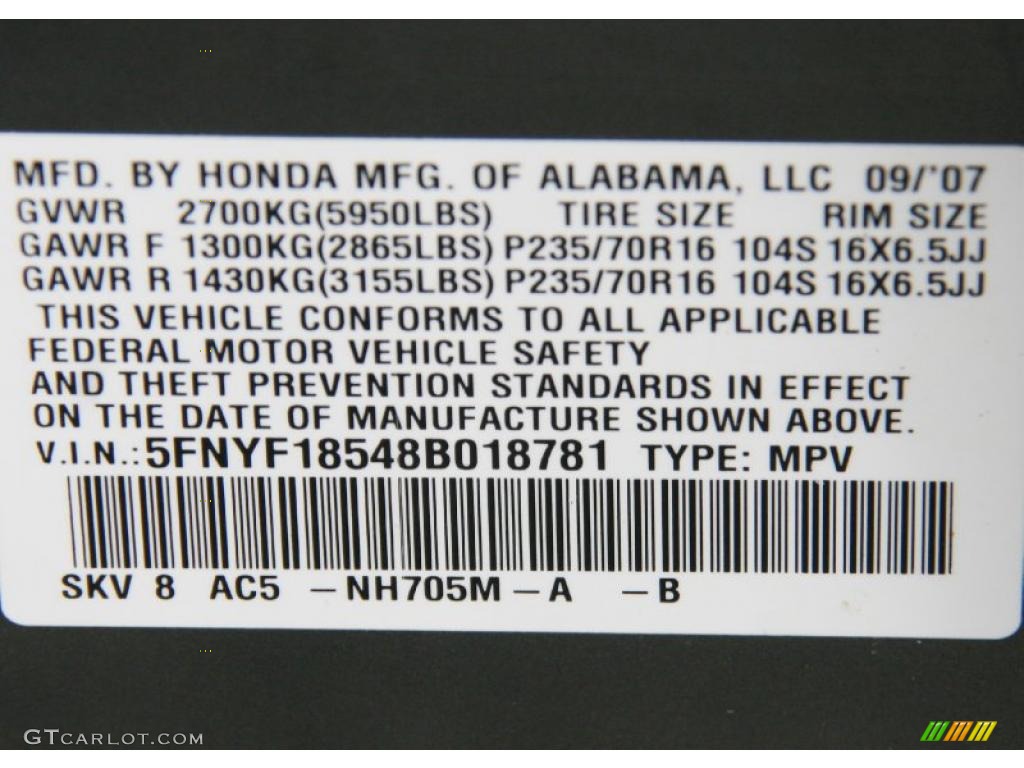 MFD. BY HONDA MFG. OF ALABAMA, LLC 09/'07
GVWR 2700KG(5950LBS) TIRE SIZE RIM SIZE
GAWR F 1300KG(2865LBS) P235/70R16 104S 16X6.5JJ
GAWR R 1430KG(3155LBS) P235/70R16 104S 16X6.5JJ
THIS VEHICLE CONFORMS TO ALL APPLICABLE
FEDERAL MOTOR VEHICLE SAFETY
AND THEFT PREVENTION STANDARDS IN EFFECT
ON THE DATE OF MANUFACTURE SHOWN ABOVE.
V.I.N.:5FNYF18548B018781 TYPE: MPV
SKV 8 AC5 –NH705M–A –B
GTCARLOT.COM